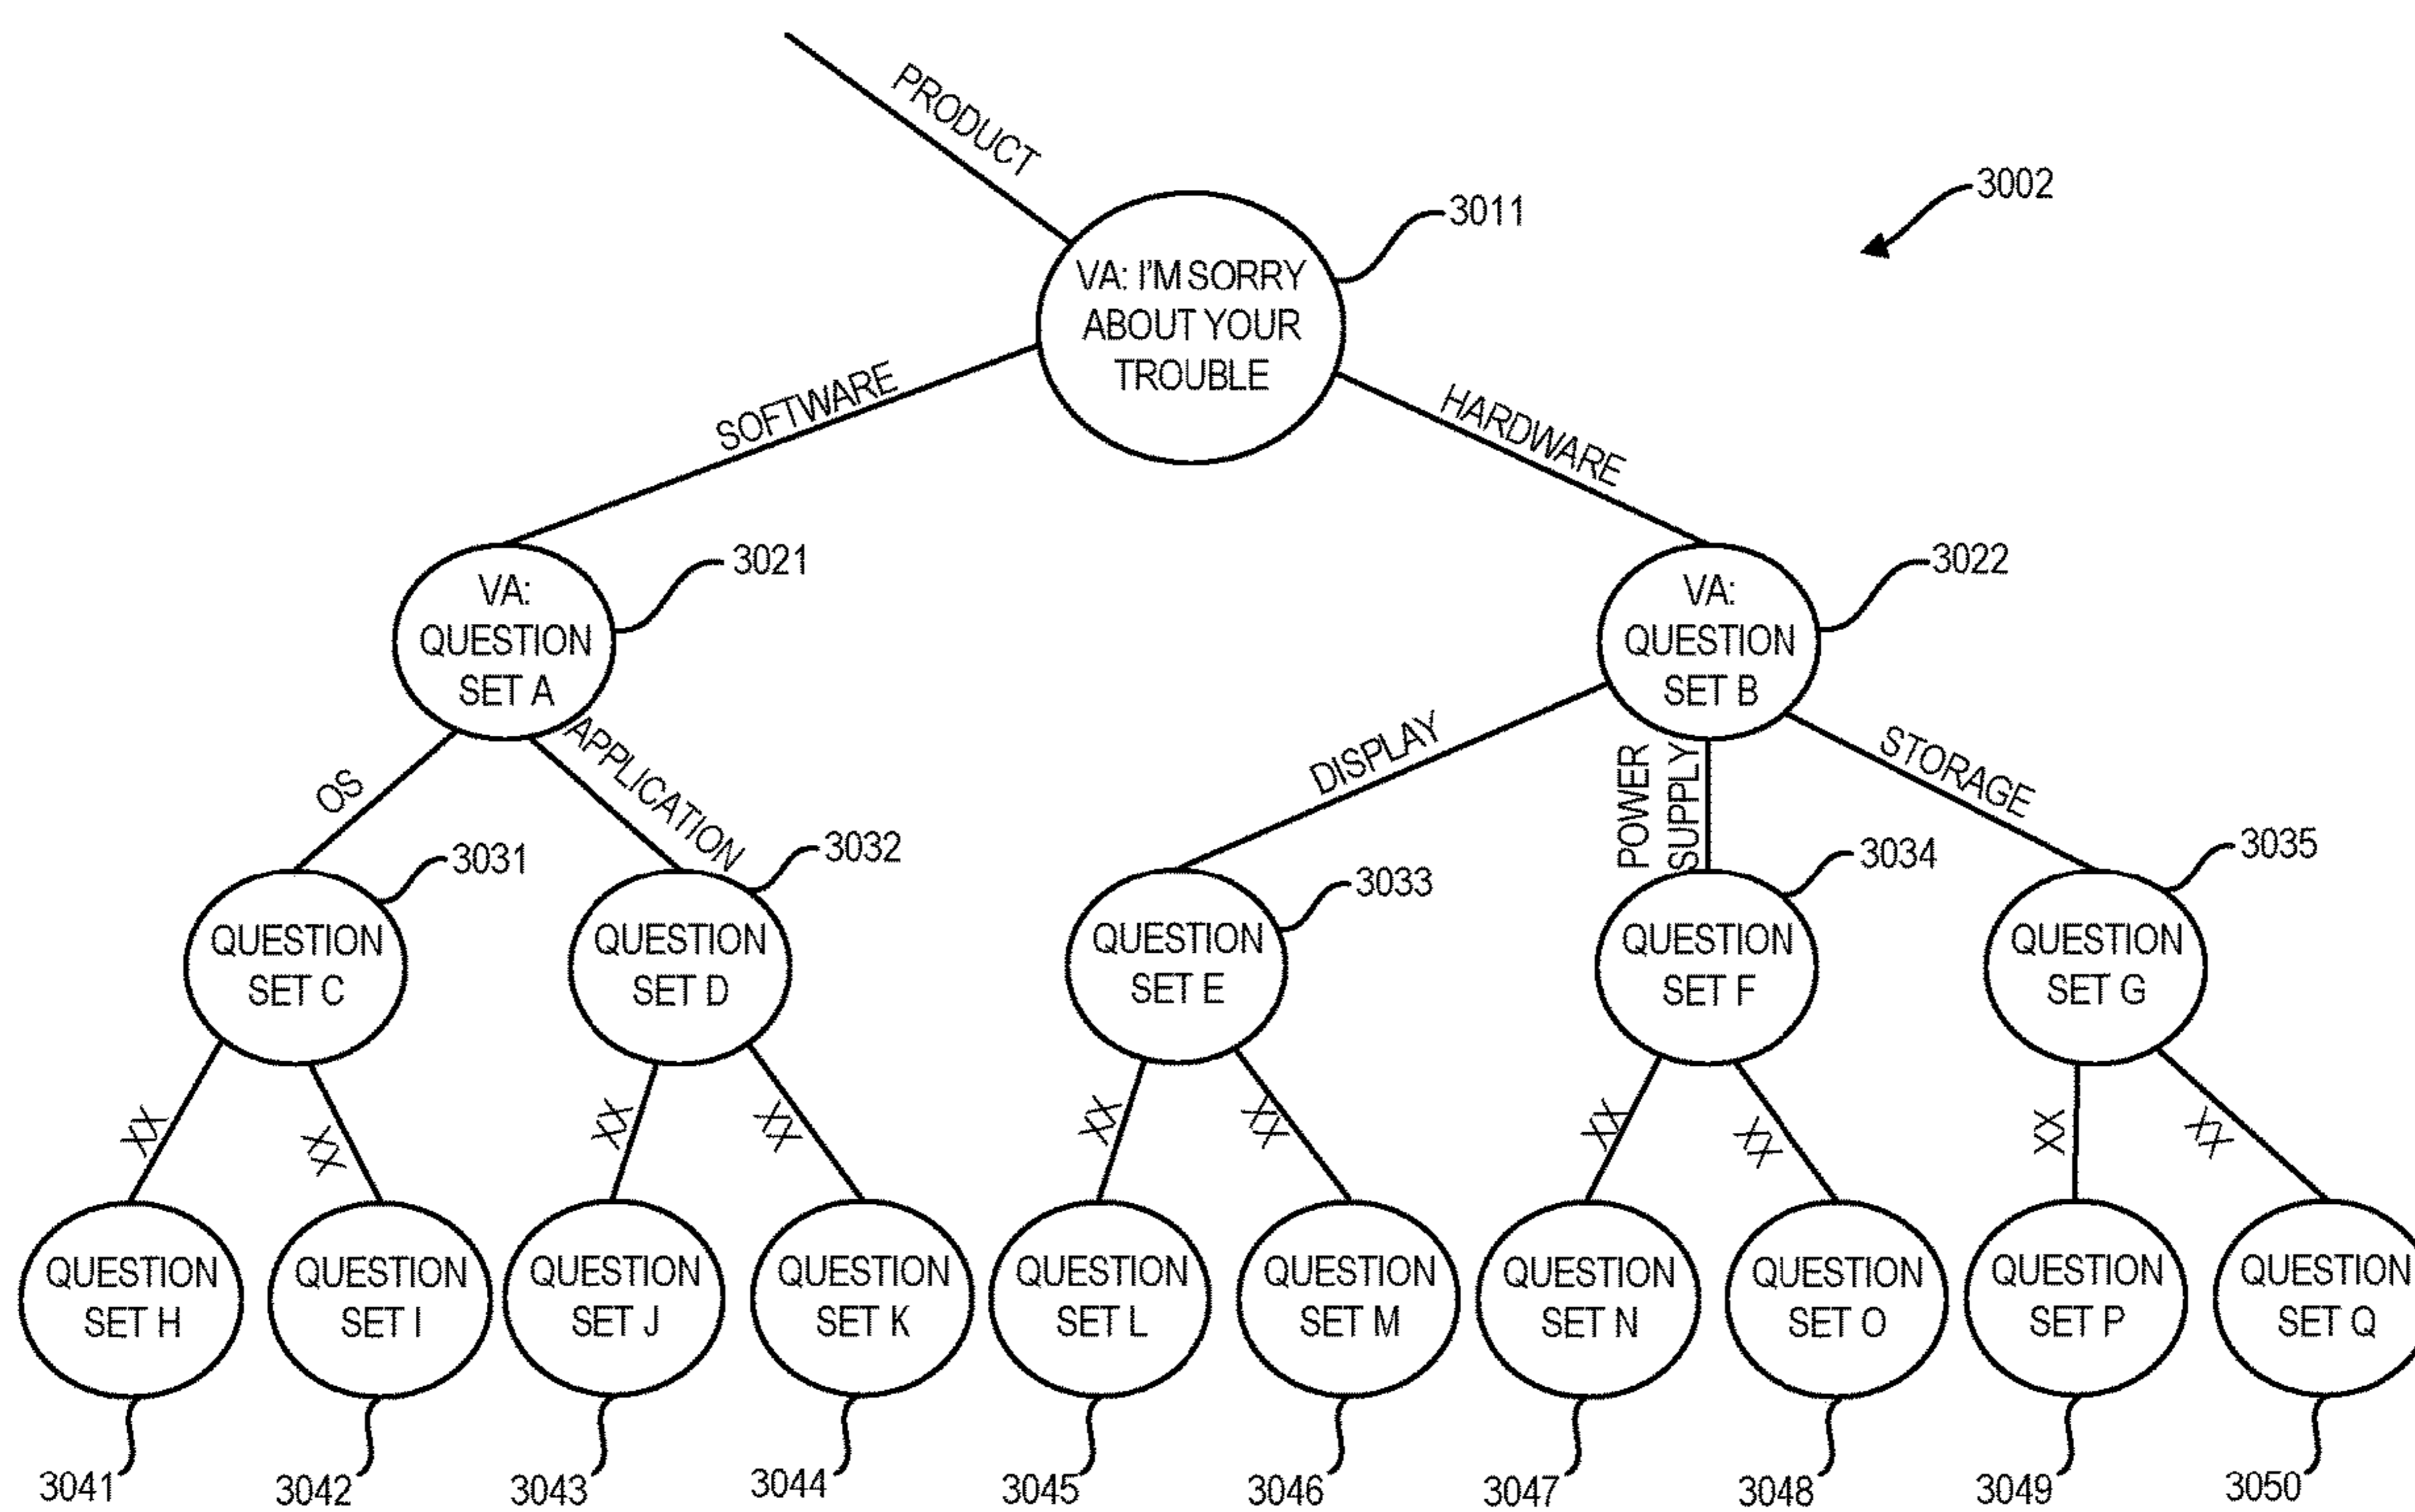 PRODUCT
3002
3011
VA: I'M SORRY
ABOUT YOUR
TROUBLE
SOFTWARE
HARDWARE
3021
VA:
QUESTION
SET A
3022
VA:
QUESTION
SET B
OS
APPLICATION
DISPLAY
POWER
SUPPLY
STORAGE
3031
QUESTION
SET C
3032
QUESTION
SET D
3033
QUESTION
SET E
3034
QUESTION
SET F
3035
QUESTION
SET G
XX
XX
XX
XX
XX
XX
XX
XX
XX
XX
QUESTION
SET H
QUESTION
SET I
QUESTION
SET J
QUESTION
SET K
QUESTION
SET L
QUESTION
SET M
QUESTION
SET N
QUESTION
SET O
QUESTION
SET P
QUESTION
SET Q
3041
3042
3043
3044
3045
3046
3047
3048
3049
3050